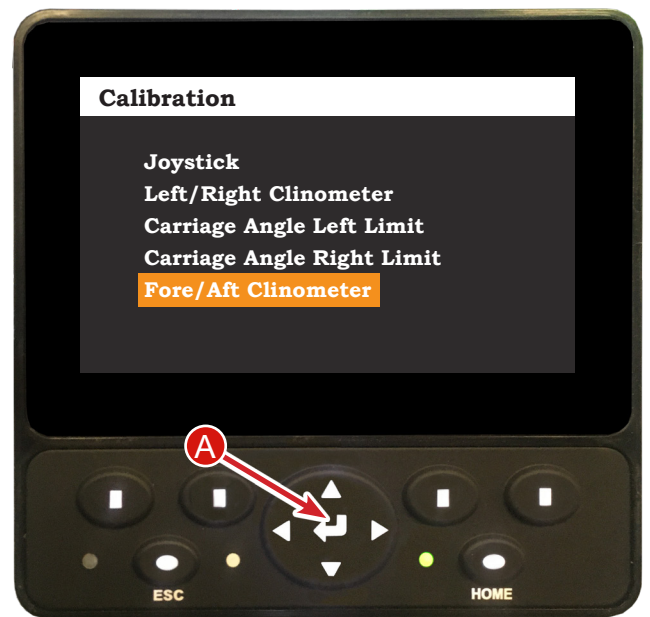 Calibration
Joystick
Left/Right Clinometer
Carriage Angle Left Limit
Carriage Angle Right Limit
Fore/Aft Clinometer
A
ESC
HOME